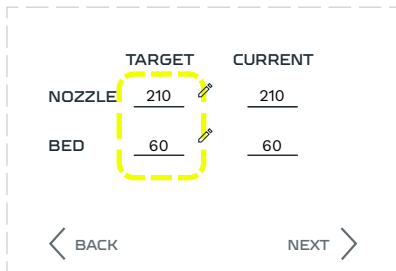 TARGET CURRENT
NOZZLE 210 210
BED 60 60
BACK NEXT